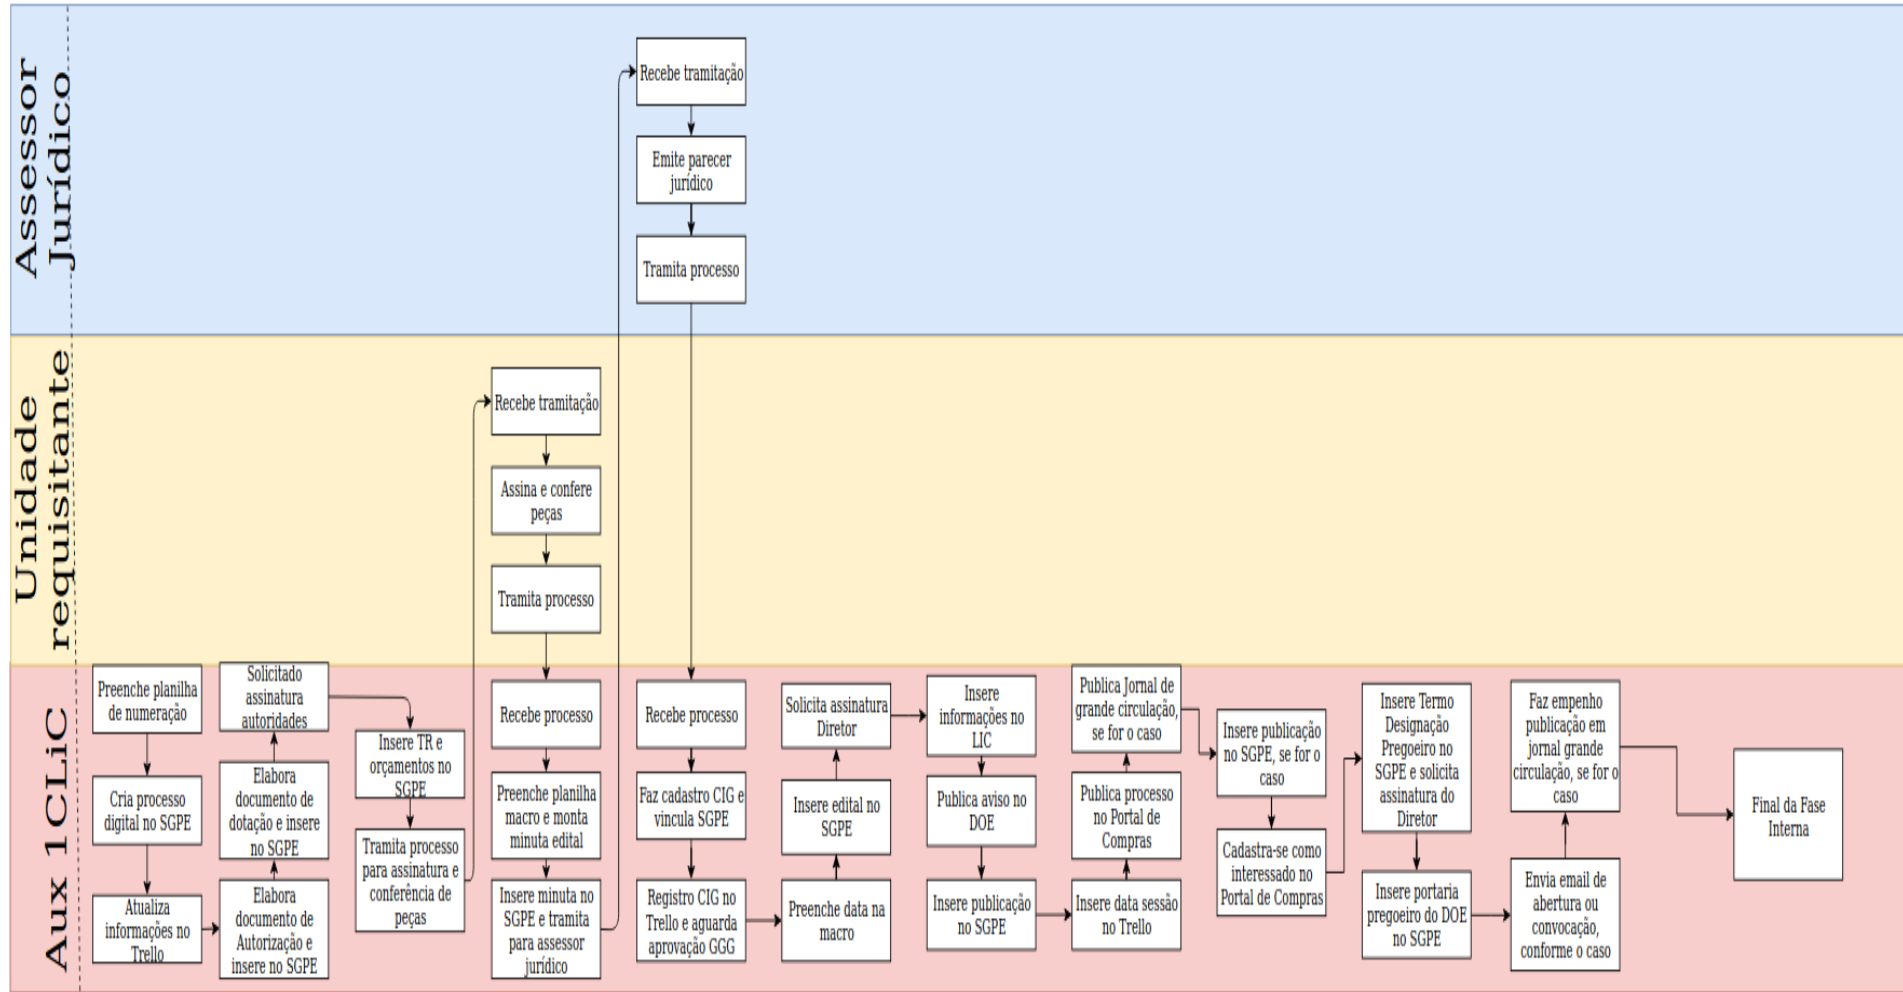 Assessor
Jurídico
Recebe tramitação
Emite parecer
jurídico
Tramita processo
Unidade
requisitante
Recebe tramitação
Assina e confere
peças
Tramita processo
Aux 1CLiC
Preenche planilha
de numeração
Cria processo
digital no SGPE
Atualiza
informações no
Trello
Elabora
documento de
Autorização e
insere no SGPE
Elabora
documento de
dotação e insere
no SGPE
Solicitado
assinatura
autoridades
Insere TR e
orçamentos no
SGPE
Tramita processo
para assinatura e
conferência de
peças
Recebe processo
Preenche planilha
macro e monta
minuta edital
Insere minuta no
SGPE e tramita
para assessor
jurídico
Recebe processo
Faz cadastro CIG e
vincula SGPE
Registro CIG no
Trello e aguarda
aprovação GGG
Preenche data na
macro
Insere edital no
SGPE
Solicita assinatura
Diretor
Insere
informações no
LIC
Publica aviso no
DOE
Insere publicação
no SGPE
Insere data sessão
no Trello
Publica processo
no Portal de
Compras
Publica Jornal de
grande circulação,
se for o caso
Insere publicação
no SGPE, se for o
caso
Cadastra-se como
interessado no
Portal de Compras
Insere Termo
Designação
Pregoeiro no
SGPE e solicita
assinatura do
Diretor
Insere portaria
pregoeiro do DOE
no SGPE
Envia email de
abertura ou
convocação,
conforme o caso
Faz empenho
publicação em
jornal grande
circulação, se for o
caso
Final da Fase
Interna